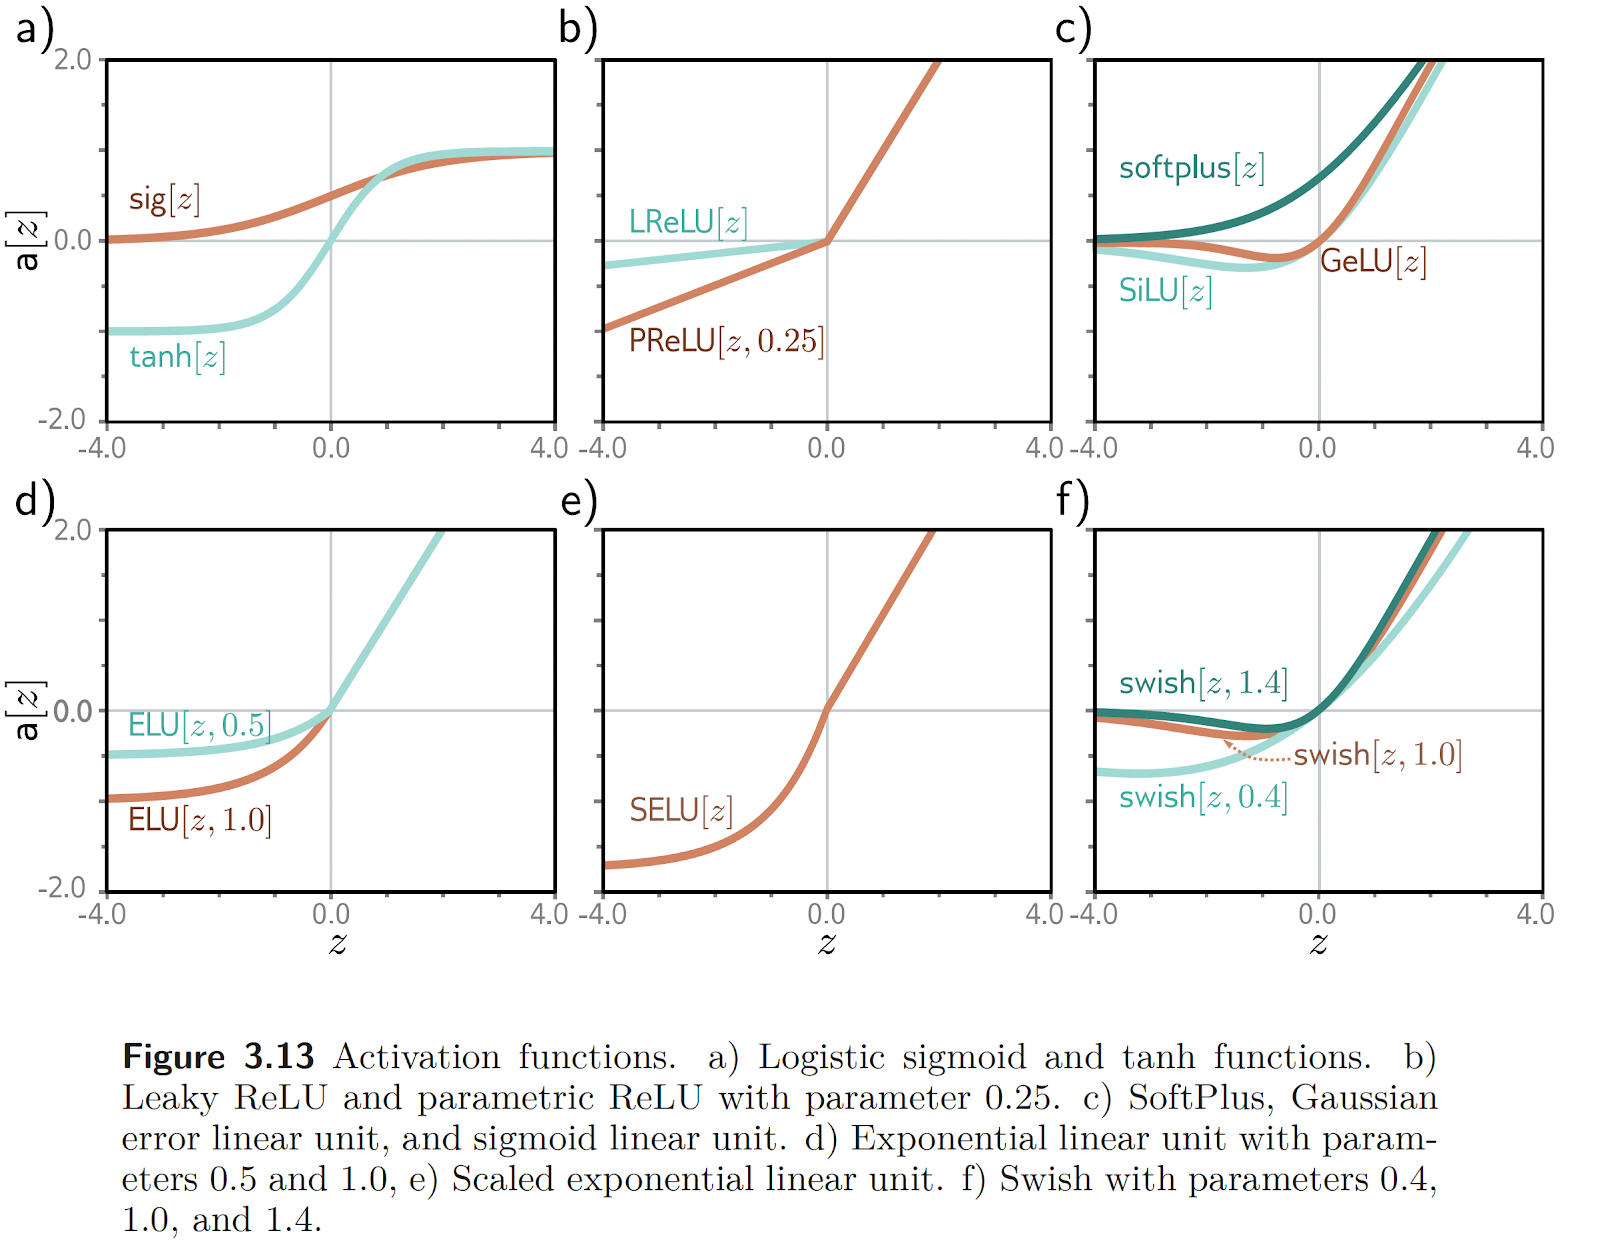 a)
b)
c)
2.0
0.0
-2.0
a[z]
sig[z]
tanh[z]
-4.0
0.0
4.0
LReLU[z]
PReLU[z, 0.25]
-4.0
0.0
4.0
softplus[z]
GeLU[z]
SiLU[z]
-4.0
0.0
4.0
d)
e)
f)
2.0
0.0
-2.0
a[z]
ELU[z, 0.5]
ELU[z, 1.0]
-4.0
0.0
4.0
z
SELU[z]
-4.0
0.0
4.0
z
swish[z, 1.4]
swish[z, 1.0]
swish[z, 0.4]
-4.0
0.0
4.0
z
Figure 3.13 Activation functions. a) Logistic sigmoid and tanh functions. b)
Leaky ReLU and parametric ReLU with parameter 0.25. c) SoftPlus, Gaussian
error linear unit, and sigmoid linear unit. d) Exponential linear unit with param-
eters 0.5 and 1.0, e) Scaled exponential linear unit. f) Swish with parameters 0.4,
1.0, and 1.4.